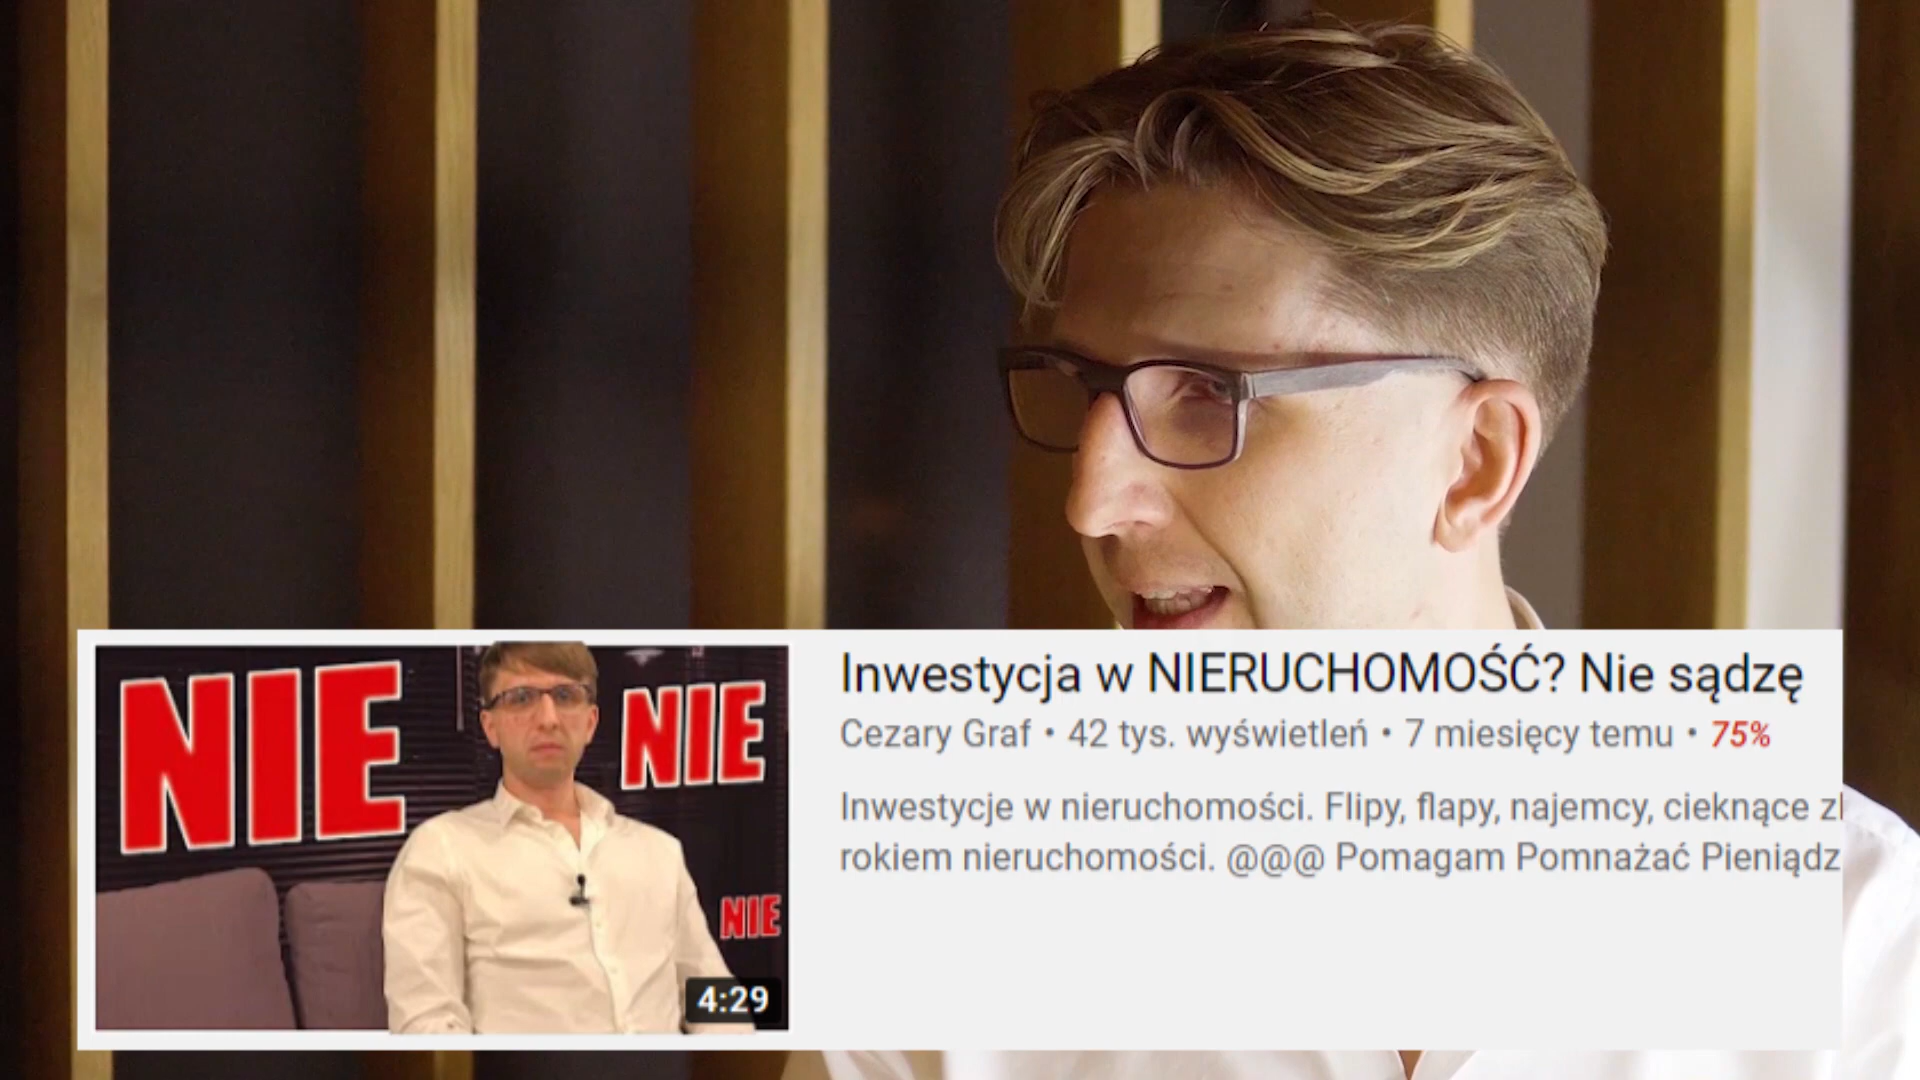 NIE
NIE
NIE
4:29
Inwestycja w NIERUCHOMOŚĆ? Nie sądzę
Cezary Graf • 42 tys. wyświetleń • 7 miesięcy temu • 75%
Inwestycje w nieruchomości. Flipy, flapy, najemcy, cieknące
rokiem nieruchomości. @@@ Pomagam Pomnażać Pieniądz